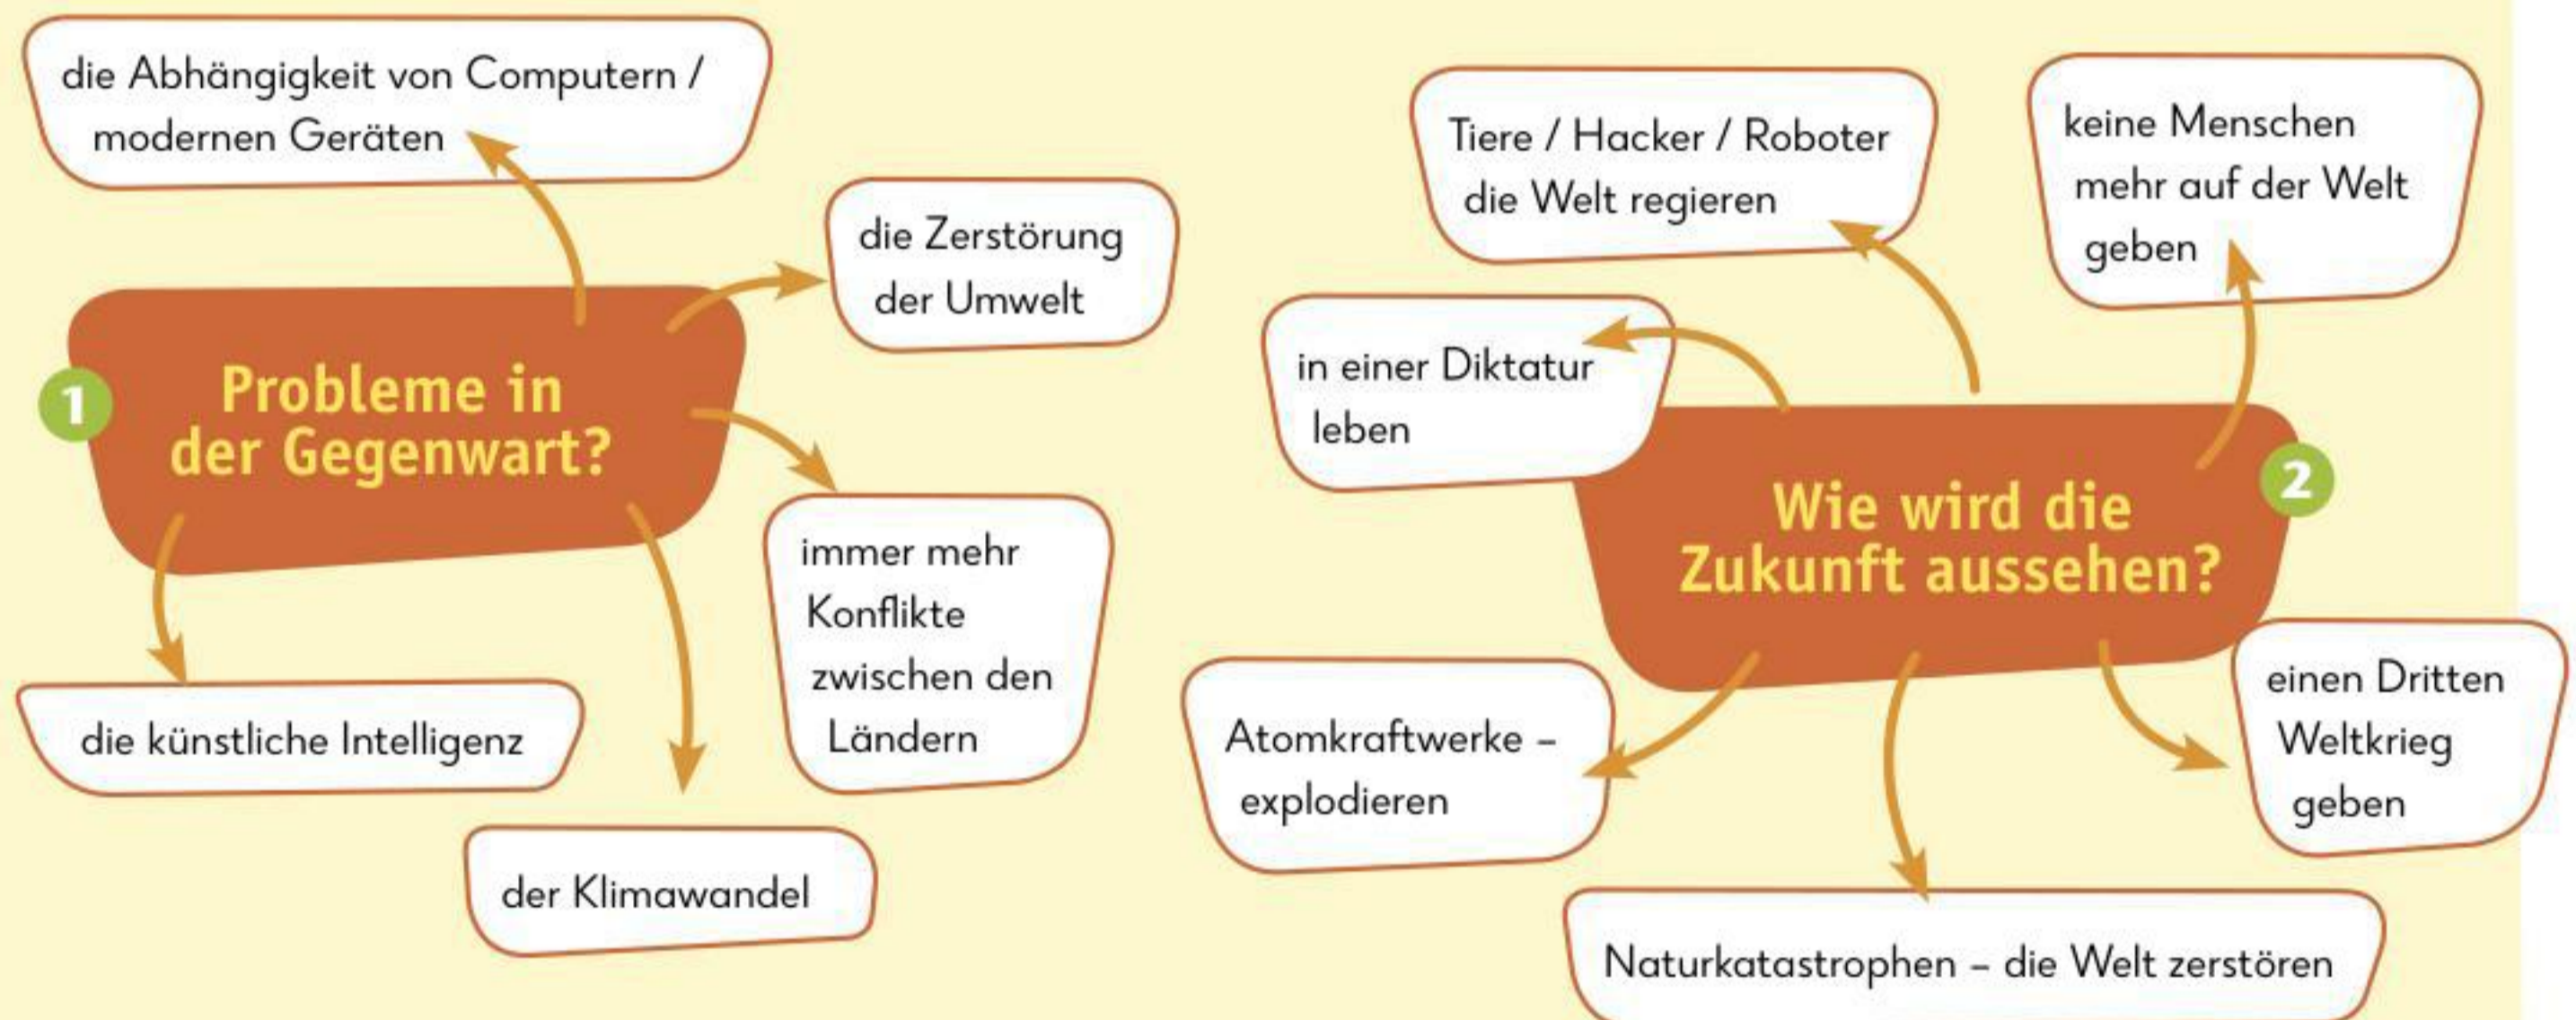 die Abhängigkeit von Computern /
modernen Geräten
die Zerstörung
der Umwelt
1
Probleme in
der Gegenwart?
immer mehr
Konflikte
zwischen den
Ländern
die künstliche Intelligenz
der Klimawandel
Tiere / Hacker / Roboter
die Welt regieren
keine Menschen
mehr auf der Welt
geben
in einer Diktatur
leben
2
Wie wird die
Zukunft aussehen?
einen Dritten
Weltkrieg
geben
Atomkraftwerke –
explodieren
Naturkatastrophen – die Welt zerstören